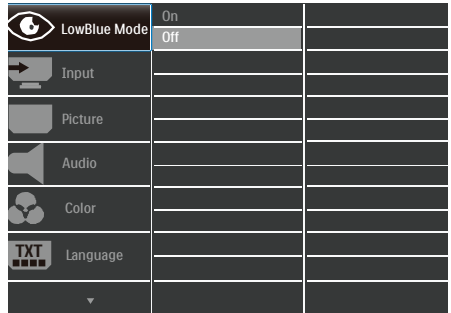 LowBlue Mode
On
Off
Input
Picture
Audio
Color
TXT
Language